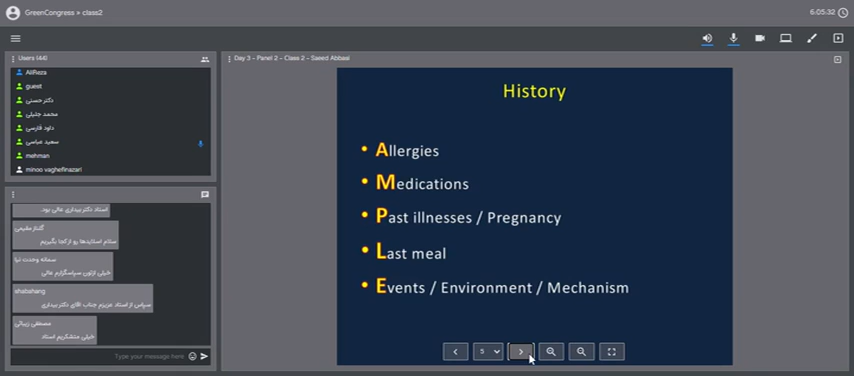 GreenCongress > class2
6:05:32
Users (44)
AliReza
guest
دکتر حسنی
محمد جلیلی
داود فارسی
سعید عباسی
mehman
minoo vaghefinazari
استاد دکتر بیداری عالی بود.
گلناز مقیمی
سلام اسلایدها رو ازکجا بگیریم
سمانه وحدت نیا
خیلی ازتون سپاسگزارم عالی
shabahang
سپاس از استاد عزیزم جناب اقای دکتر بیداری
مصطفی زیبائی
خیلی متشکریم استاد
Type your message here
Day 3 - Panel 2 - Class 2 - Saeed Abbasi
History
• Allergies
• Medications
• Past illnesses / Pregnancy
• Last meal
• Events / Environment / Mechanism
5